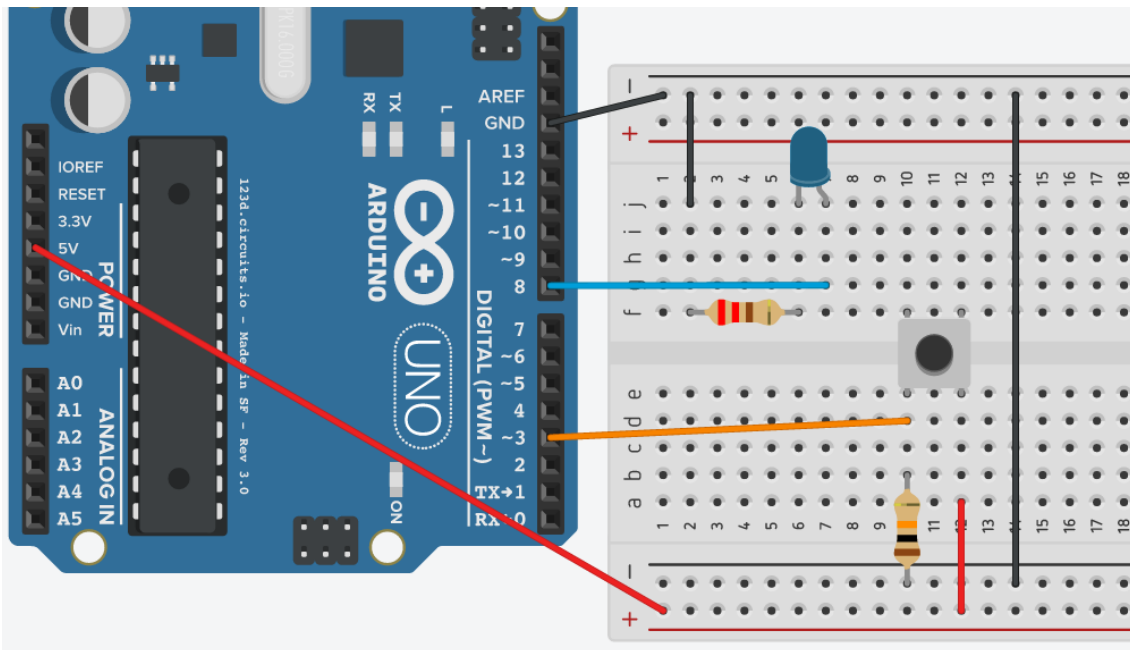 PK16.000G
RX TX L
AREF
GND
13
12
~11
~10
~9
8
7
~6
~5
4
~3
2
TX→1
RX←0
DIGITAL (PWM ~)
ARDUINO
UNO
ON
IOREF
RESET
3.3V
5V
GND
GND
Vin
POWER
A0
A1
A2
A3
A4
A5
ANALOG IN
123d.circuits.io – Made in SF – Rev 3.0
−
+
1 2 3 4 5 6 7 8 9 10 11 12 13 14 15 16 17 18
j
i
h
g
f
e
d
c
b
a
1 2 3 4 5 6 7 8 9 10 11 12 13 14 15 16 17 18
−
+